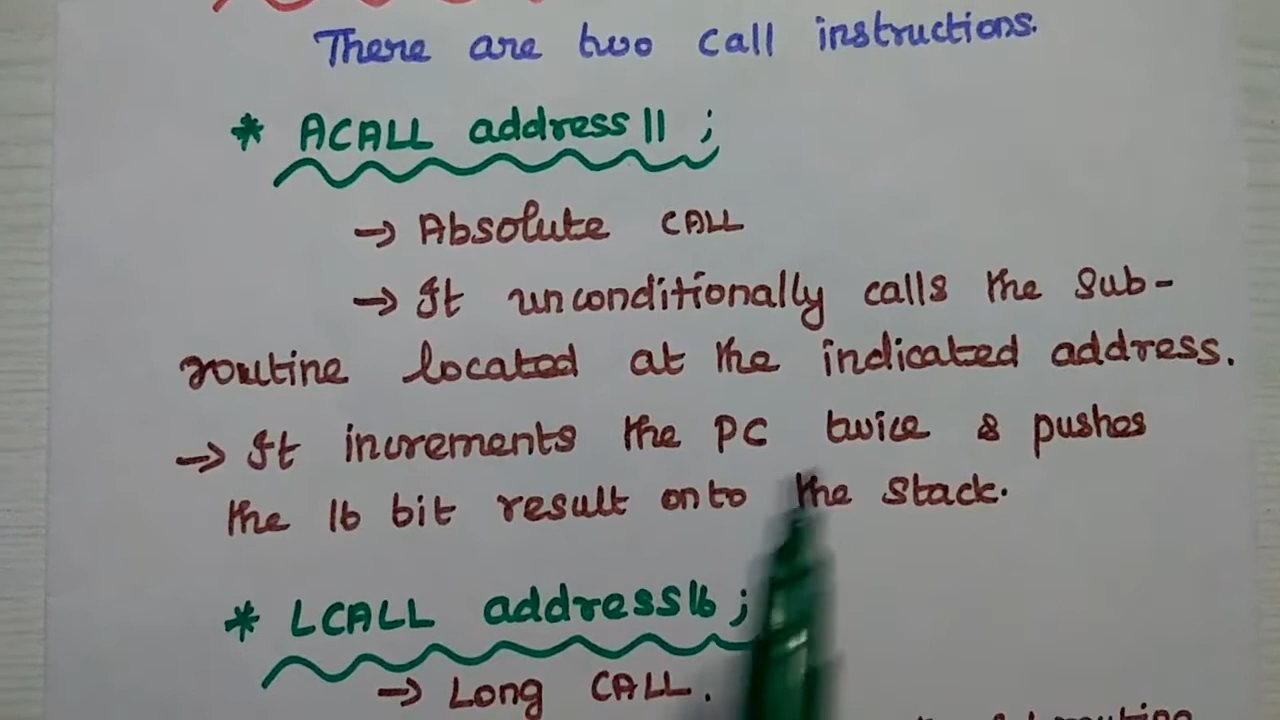 There are two call instructions.
* ACALL address11 ;
→ Absolute CALL
→ It unconditionally calls the Sub-
routine located at the indicated address.
→ It increments the PC twice & pushes
the 16 bit result onto the Stack.
* LCALL address16 ;
→ Long CALL.